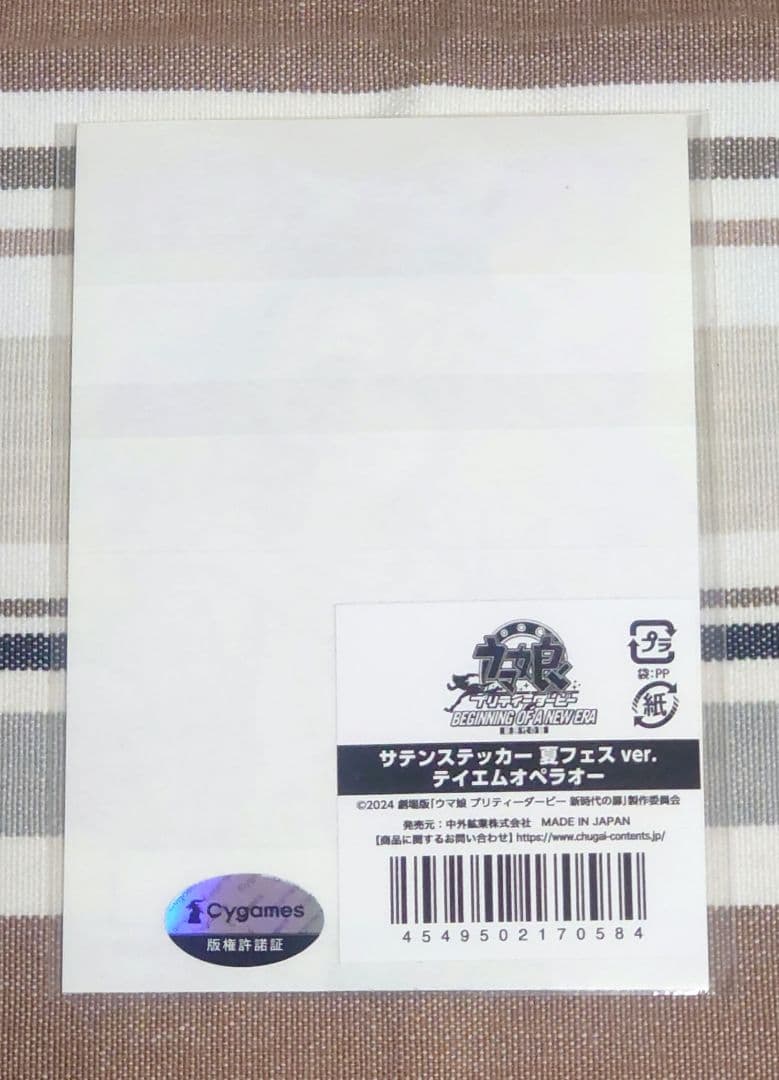 ウマ娘
プリティーダービー
BEGINNING OF A NEW ERA
新時代の扉
プラ
袋:PP
紙
サテンステッカー 夏フェス ver.
テイエムオペラオー
©2024 劇場版「ウマ娘 プリティーダービー 新時代の扉」製作委員会
発売元：中外鉱業株式会社 MADE IN JAPAN
【商品に関するお問い合わせ】https://www.chugai-contents.jp/
4549502170584
Cygames
版権許諾証